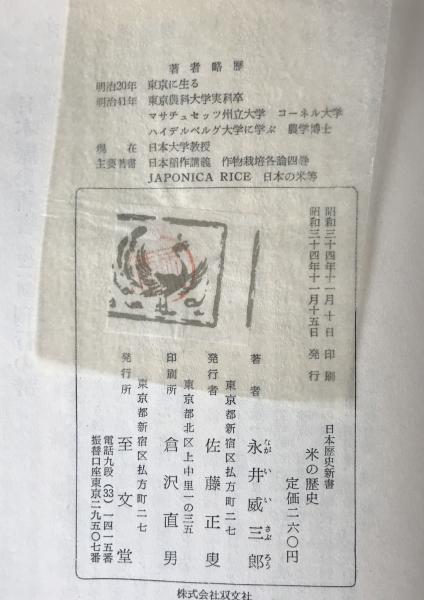 著者略歴
明治20年 東京に生る
明治41年 東京農科大学実科卒
マサチュセッツ州立大学 コーネル大学
ハイデルベルグ大学に学ぶ 農学博士
現在 日本大学教授
主要著書 日本稲作講義 作物栽培各論四巻
JAPONICA RICE 日本の米等
昭和三十四年十一月十日 印刷
昭和三十四年十一月十五日 発行
日本歴史新書
米の歴史
定価二六〇円
著者 永井威三郎
ながいいさぶろう
東京都新宿区払方町二七
発行者 佐藤正叟
東京都北区上中里一の三五
印刷所 倉沢直男
東京都新宿区払方町二七
発行所 至文堂
電話九段(33)一四一五番
振替口座東京二九五〇七番
株式会社双文社